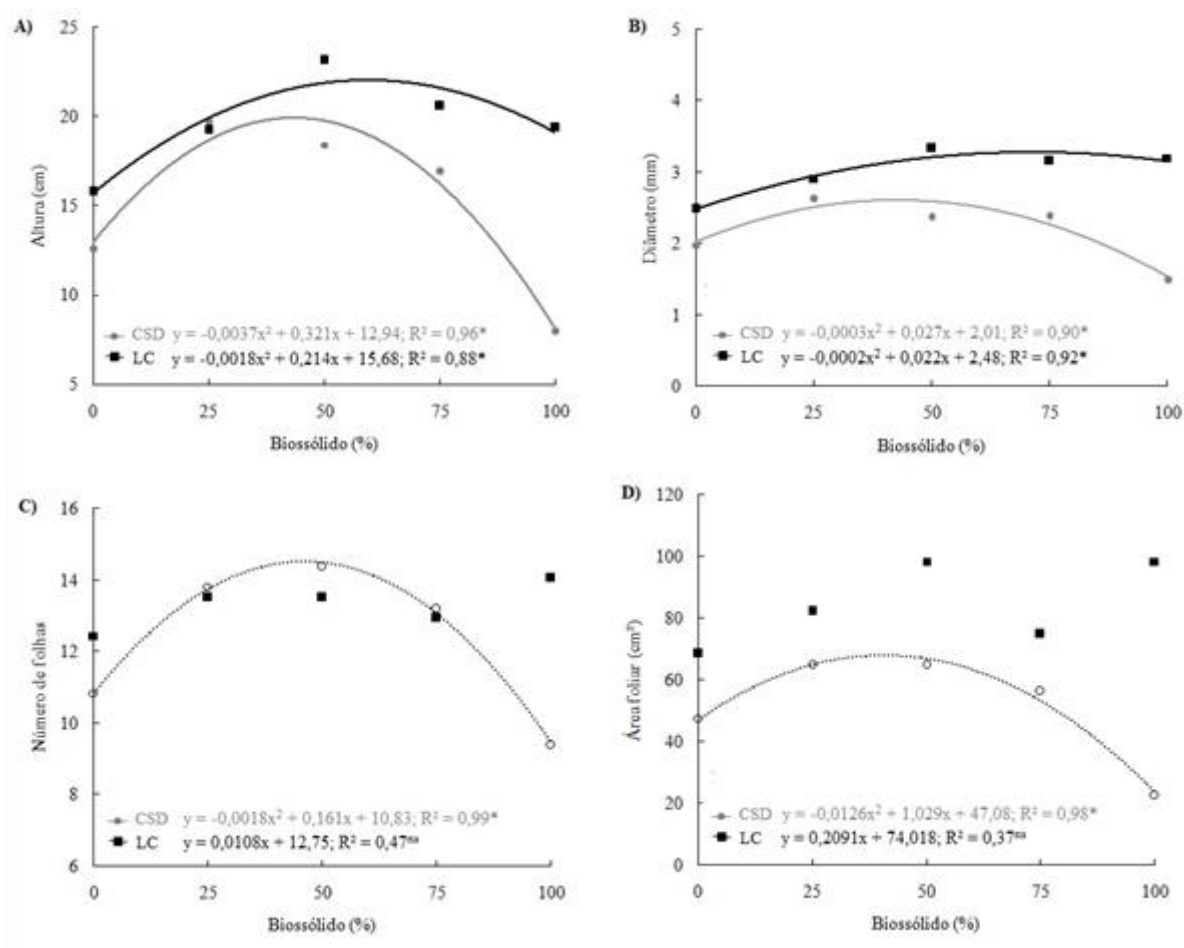 A)
25
20
15
10
5
Altura (cm)
CSD y = -0,0037x² + 0,321x + 12,94; R² = 0,96*
LC y = -0,0018x² + 0,214x + 15,68; R² = 0,88*
0 25 50 75 100
Biossólido (%)
B)
5
4
3
2
1
0
Diâmetro (mm)
CSD y = -0,0003x² + 0,027x + 2,01; R² = 0,90*
LC y = -0,0002x² + 0,022x + 2,48; R² = 0,92*
0 25 50 75 100
Biossólido (%)
C)
16
14
12
10
8
6
Número de folhas
CSD y = -0,0018x² + 0,161x + 10,83; R² = 0,99*
LC y = 0,0108x + 12,75; R² = 0,47ⁿˢ
0 25 50 75 100
Biossólido (%)
D)
120
100
80
60
40
20
0
Área foliar (cm²)
CSD y = -0,0126x² + 1,029x + 47,08; R² = 0,98*
LC y = 0,2091x + 74,018; R² = 0,37ⁿˢ
0 25 50 75 100
Biossólido (%)